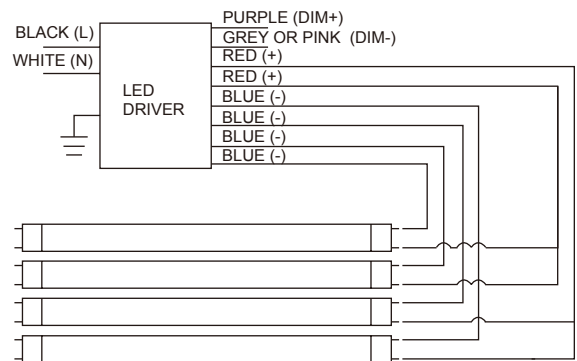 BLACK (L)
WHITE (N)
LED
DRIVER
PURPLE (DIM+)
GREY OR PINK (DIM-)
RED (+)
RED (+)
BLUE (-)
BLUE (-)
BLUE (-)
BLUE (-)